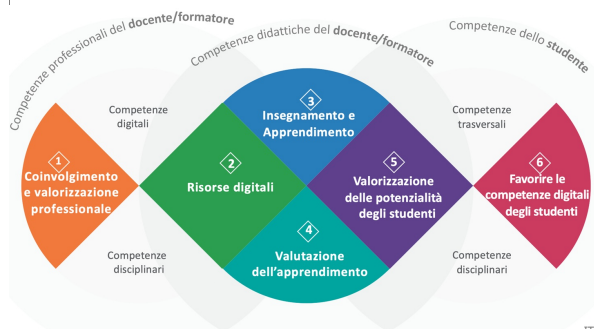 Competenze professionali del docente/formatore
Competenze didattiche del docente/formatore
Competenze dello studente
Competenze
digitali
Competenze
disciplinari
1
Coinvolgimento
e valorizzazione
professionale
2
Risorse digitali
3
Insegnamento e
Apprendimento
4
Valutazione
dell'apprendimento
5
Valorizzazione
delle potenzialità
degli studenti
Competenze
trasversali
Competenze
disciplinari
6
Favorire le
competenze digitali
degli studenti